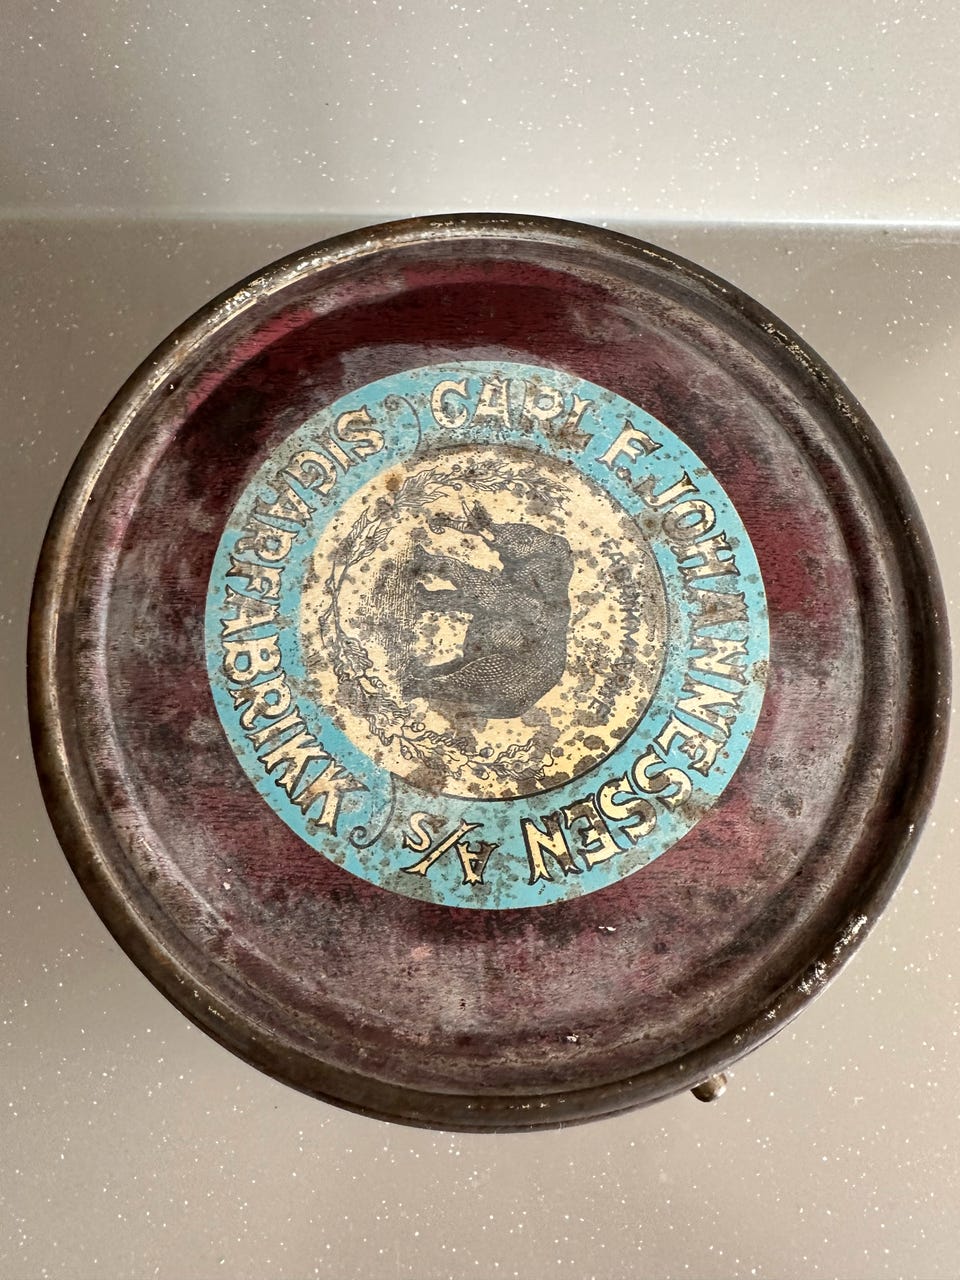 CARL F. JOHANNESSEN A/S
SIGARFABRIKK